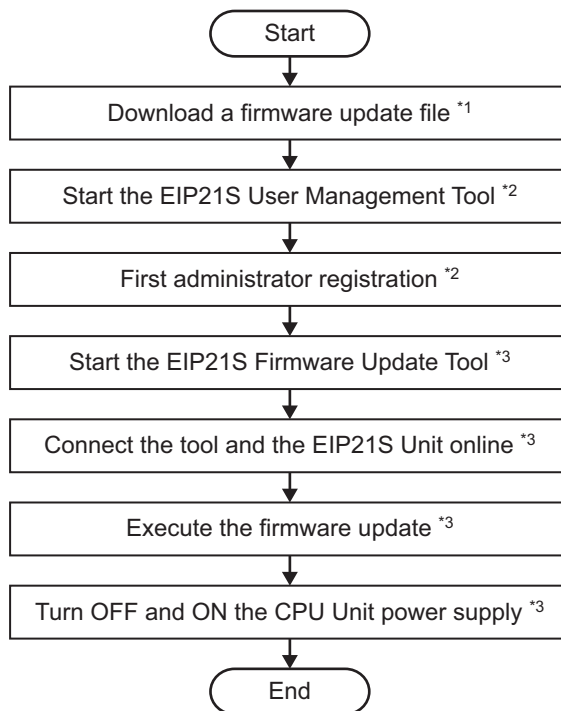 Start
Download a firmware update file *1
Start the EIP21S User Management Tool *2
First administrator registration *2
Start the EIP21S Firmware Update Tool *3
Connect the tool and the EIP21S Unit online *3
Execute the firmware update *3
Turn OFF and ON the CPU Unit power supply *3
End